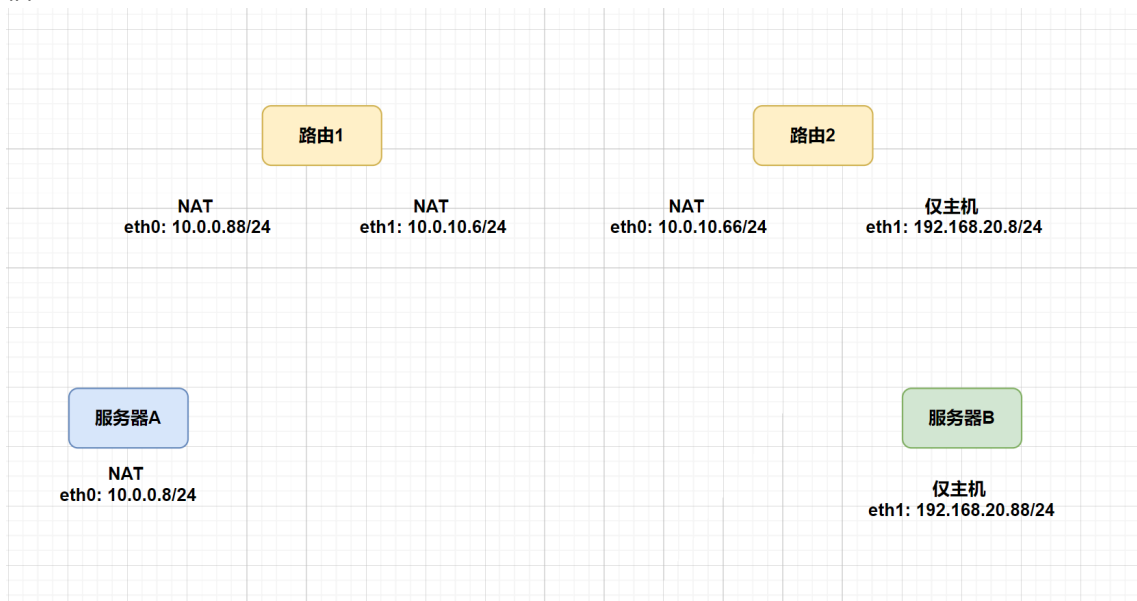 路由1
路由2
NAT
eth0: 10.0.0.88/24
NAT
eth1: 10.0.10.6/24
NAT
eth0: 10.0.10.66/24
仅主机
eth1: 192.168.20.8/24
服务器A
服务器B
NAT
eth0: 10.0.0.8/24
仅主机
eth1: 192.168.20.88/24